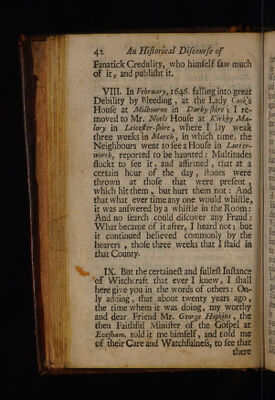 42 An Historical Discourse of
Fanatick Credulity, who himself saw much
of it, and publisht it.
VIII. In February, 1646. falling into great
Debility by Bleeding, at the Lady Cook's
House at Milbourne in Darby shire, I re-
moved to Mr. Noels House at Kirkby Ma-
lory in Leicester-shire, where I lay weak
three weeks in March, in which time, the
Neighbours went to see a House in Lutter-
worth, reported to be haunted: Multitudes
flockt to see it, and affirmed, that at a
certain hour of the day, stones were
thrown at those that were present,
which hit them, but hurt them not: And
that what ever time any one would whistle,
it was answered by a whistle in the Room:
And no search could discover any Fraud:
What became of it after, I heard not; but
it continued believed commonly by the
hearers, those three weeks that I staid in
that County.
IX. But the certainest and fullest Instance
of Witchcraft that ever I knew, I shall
here give you in the words of others: On-
ly adding, that about twenty years ago,
the time when it was doing, my worthy
and dear Friend Mr. George Hopkins, the
then Faithful Minister of the Gospel at
Evesham, told it me himself, and told me
of their Care and Watchfulness, to see that
there